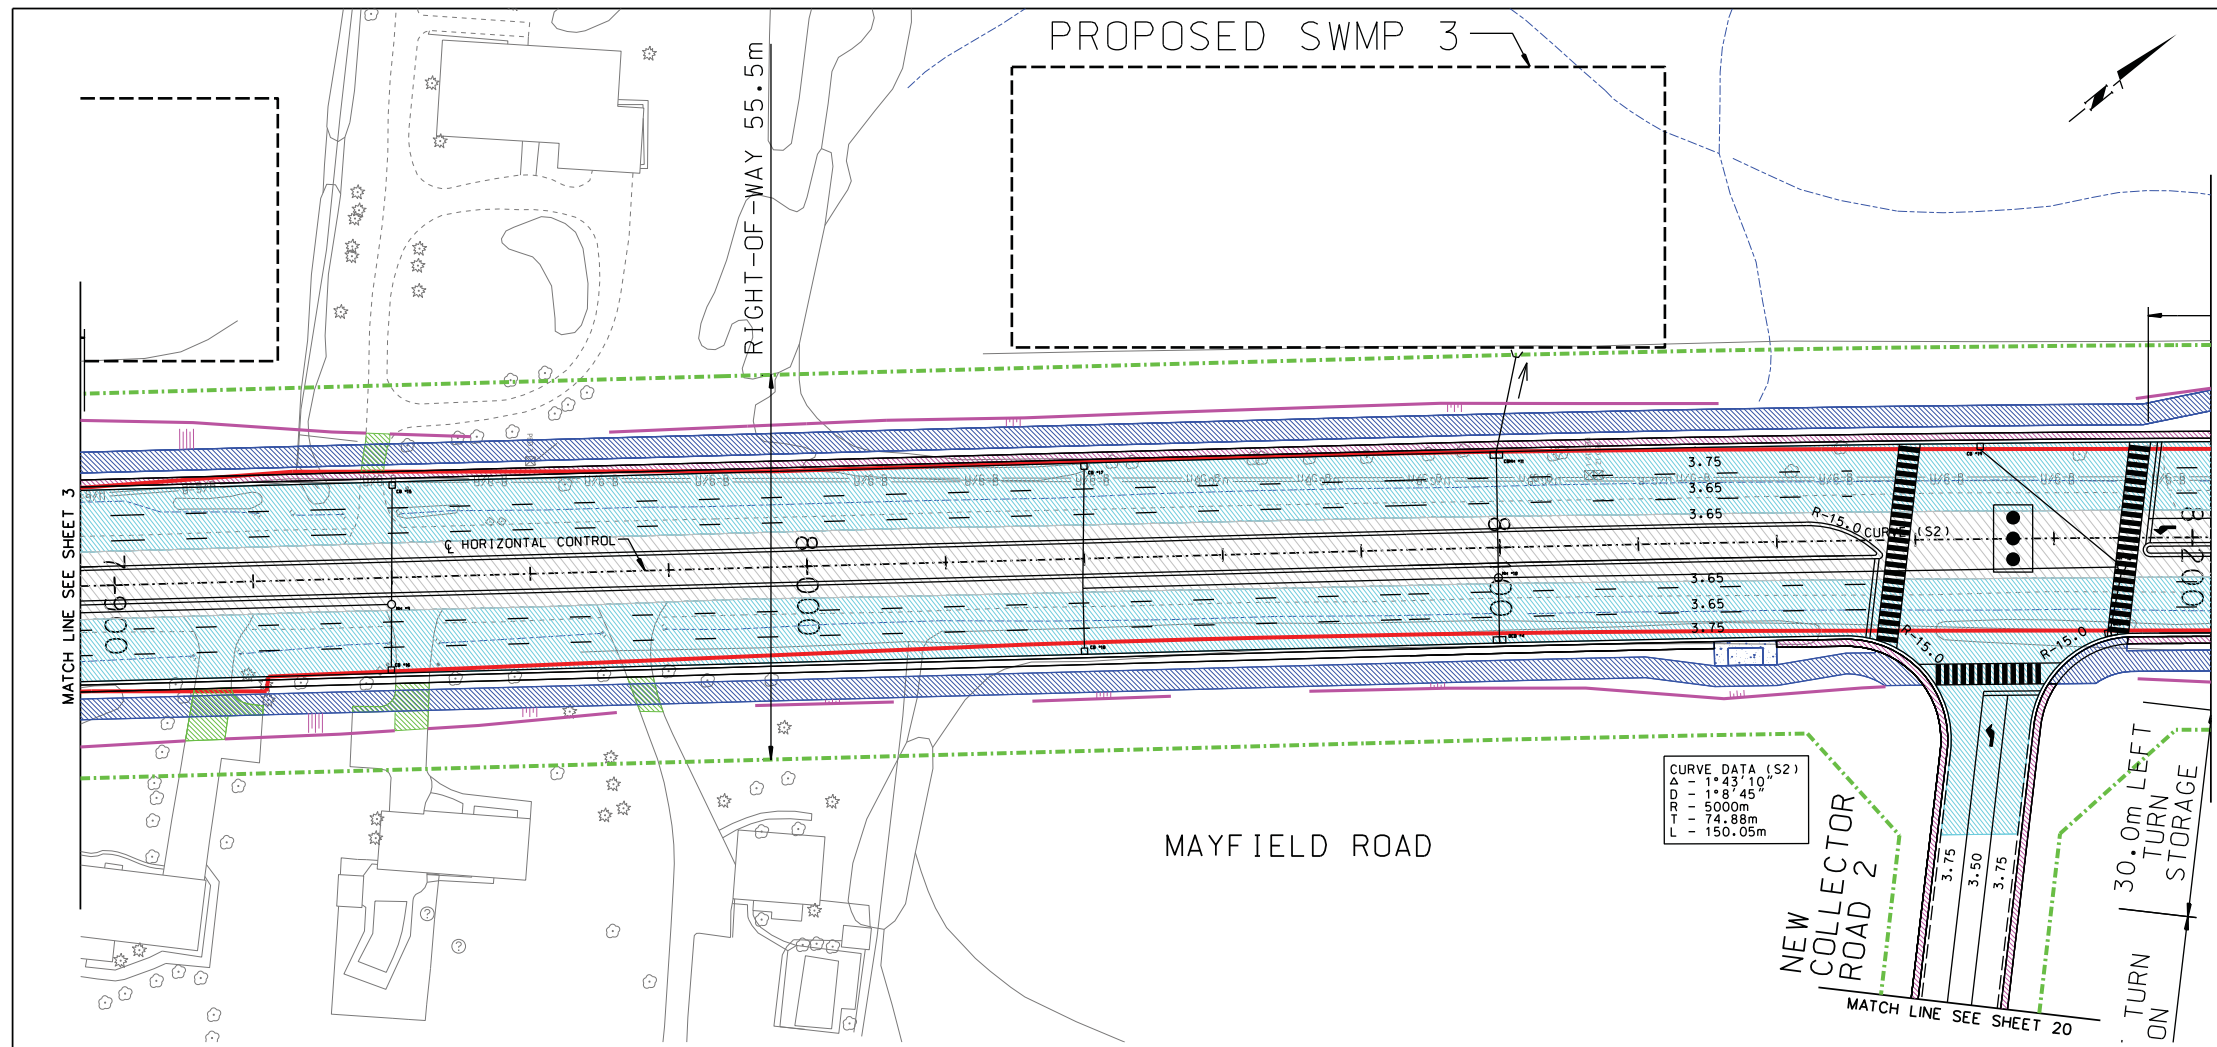 PROPOSED SWMP 3
N
RIGHT-OF-WAY 55.5m
MATCH LINE SEE SHEET 3
7-900
℄ HORIZONTAL CONTROL
8-000
8-100
8-200
3.75
3.65
3.65
3.65
3.65
3.75
R-15.0
CURVE (S2)
R-15.0
R-15.0
CURVE DATA (S2)
Δ - 1°43'10"
D - 1°8'45"
R - 5000m
T - 74.88m
L - 150.05m
MAYFIELD ROAD
NEW
COLLECTOR
ROAD 2
3.75
3.50
3.75
30.0m LEFT
TURN
STORAGE
TURN
ON
MATCH LINE SEE SHEET 20